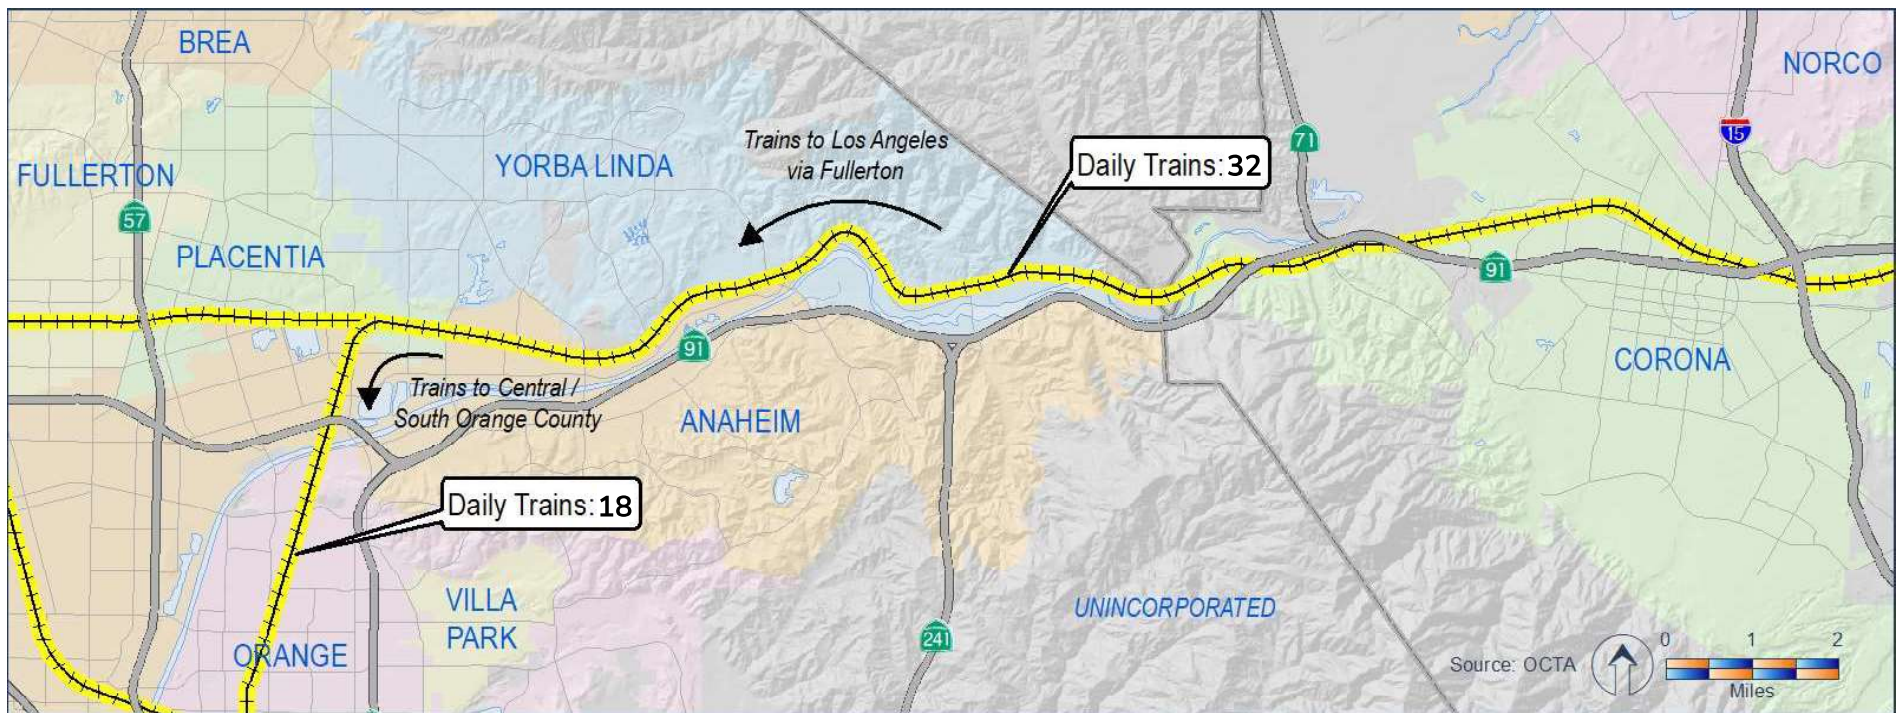 BREA
NORCO
Trains to Los Angeles
via Fullerton
Daily Trains: 32
71
15
FULLERTON
YORBA LINDA
57
PLACENTIA
91
91
CORONA
Trains to Central /
South Orange County
ANAHEIM
Daily Trains: 18
VILLA
PARK
UNINCORPORATED
241
ORANGE
Source: OCTA
0 1 2
Miles